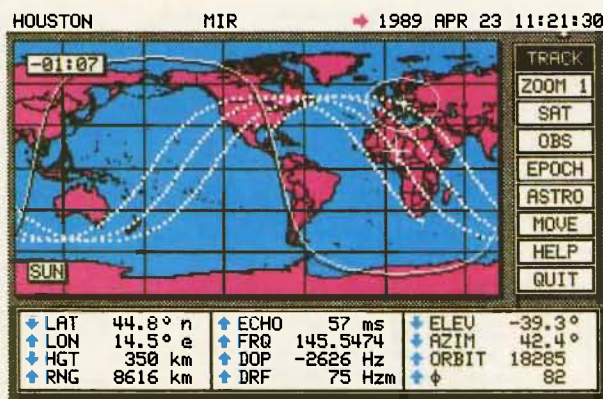 HOUSTON MIR 1989 APR 23 11:21:30
-01:07
SUN
TRACK
ZOOM 1
SAT
OBS
EPOCH
ASTRO
MOVE
HELP
QUIT
LAT 44.8° n
LON 14.5° e
HGT 350 km
RNG 8616 km
ECHO 57 ms
FRQ 145.5474
DOP -2626 Hz
DRF 75 Hzm
ELEV -39.3°
AZIM 42.4°
ORBIT 18285
ϕ 82